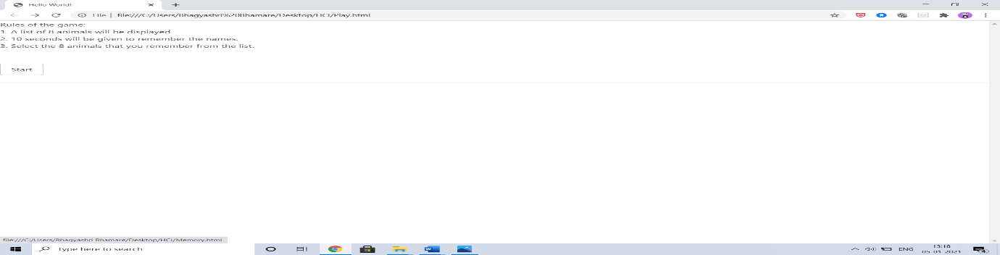 Hello World!
File | file:///C:/Users/Bhagyashri%20Bhamare/Desktop/HCI/Play.html
Rules of the game:
1. A list of 8 animals will be displayed.
2. 10 seconds will be given to remember the names.
3. Select the 8 animals that you remember from the list.
Start
file:///C:/Users/Bhagyashri Bhamare/Desktop/HCI/Memory.html
Type here to search
ENG
13:18
05-01-2021
4